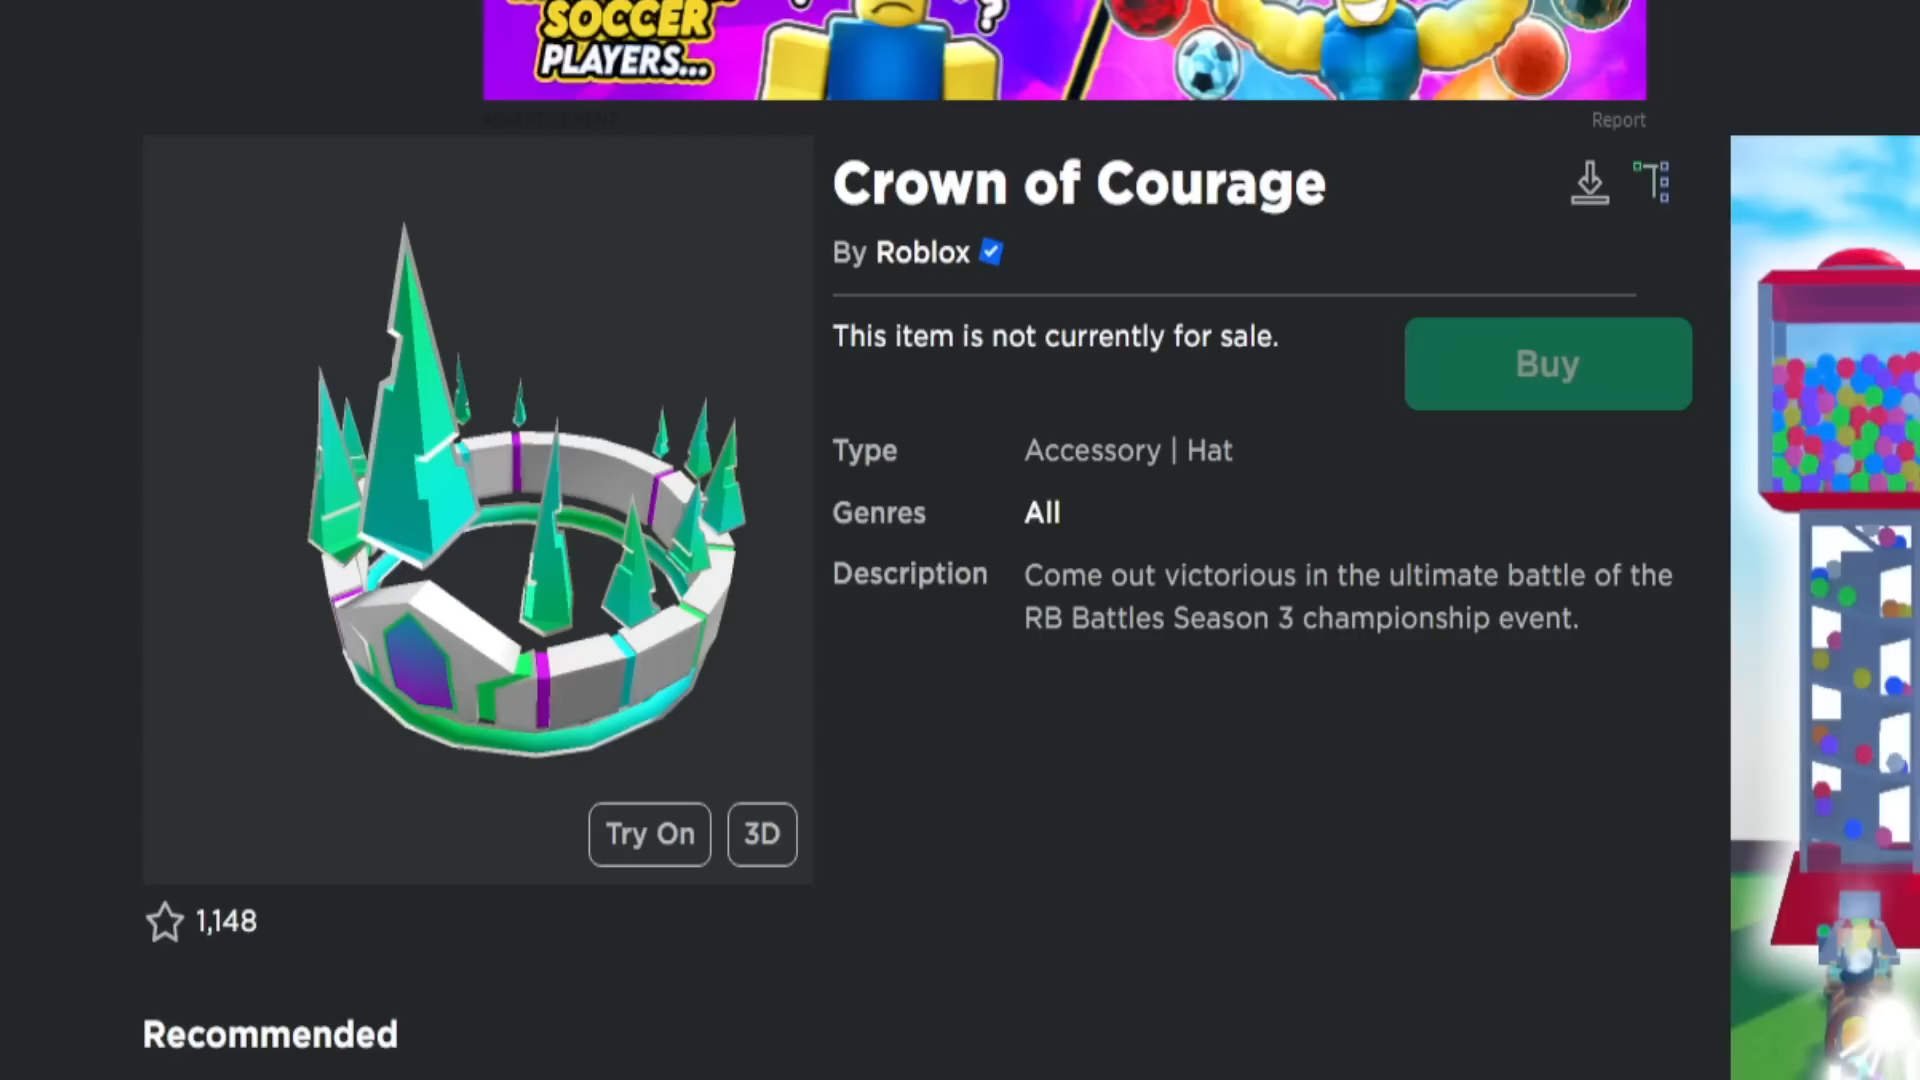 SOCCER
PLAYERS...
?
ADVERTISEMENT
Report
Crown of Courage
By Roblox
This item is not currently for sale.
Buy
Type Accessory | Hat
Genres All
Description Come out victorious in the ultimate battle of the
RB Battles Season 3 championship event.
Try On
3D
1,148
Recommended